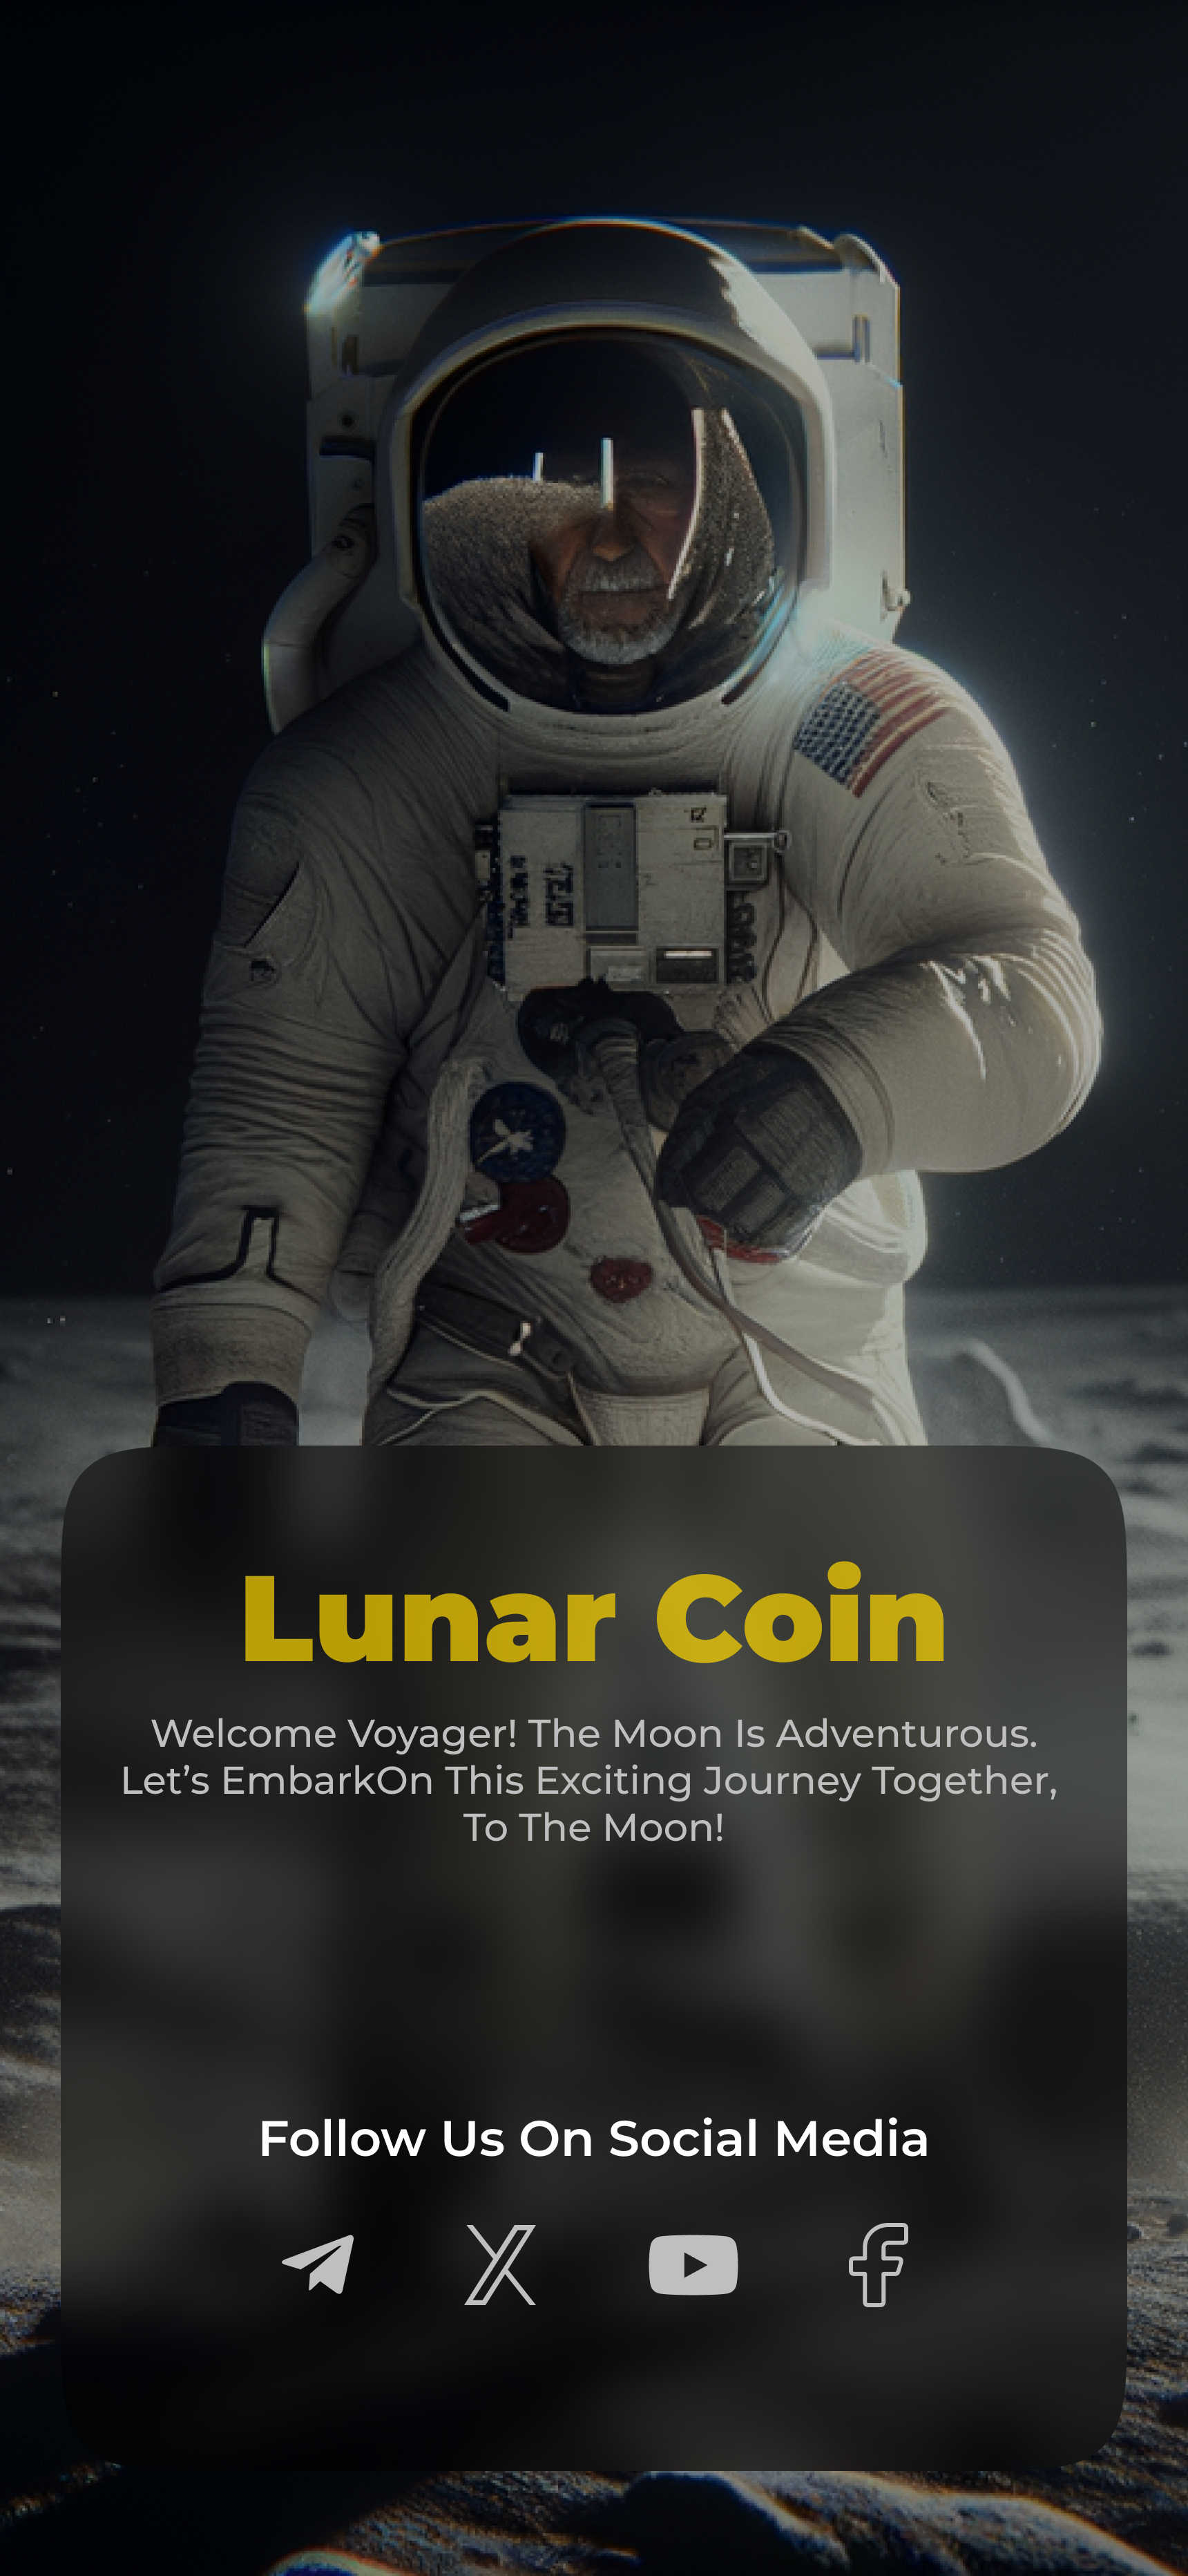 Lunar Coin
Welcome Voyager! The Moon Is Adventurous.
Let’s EmbarkOn This Exciting Journey Together,
To The Moon!
Follow Us On Social Media